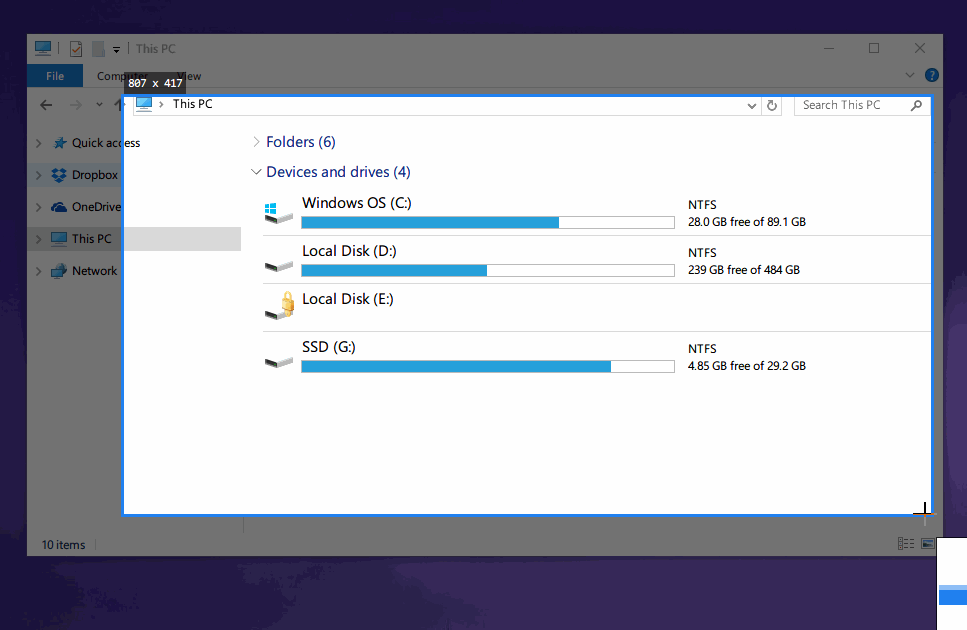 This PC
File Computer View
807 x 417
This PC
Search This PC
Quick access
Dropbox
OneDrive
This PC
Network
Folders (6)
Devices and drives (4)
Windows OS (C:)
NTFS
28.0 GB free of 89.1 GB
Local Disk (D:)
NTFS
239 GB free of 484 GB
Local Disk (E:)
SSD (G:)
NTFS
4.85 GB free of 29.2 GB
10 items